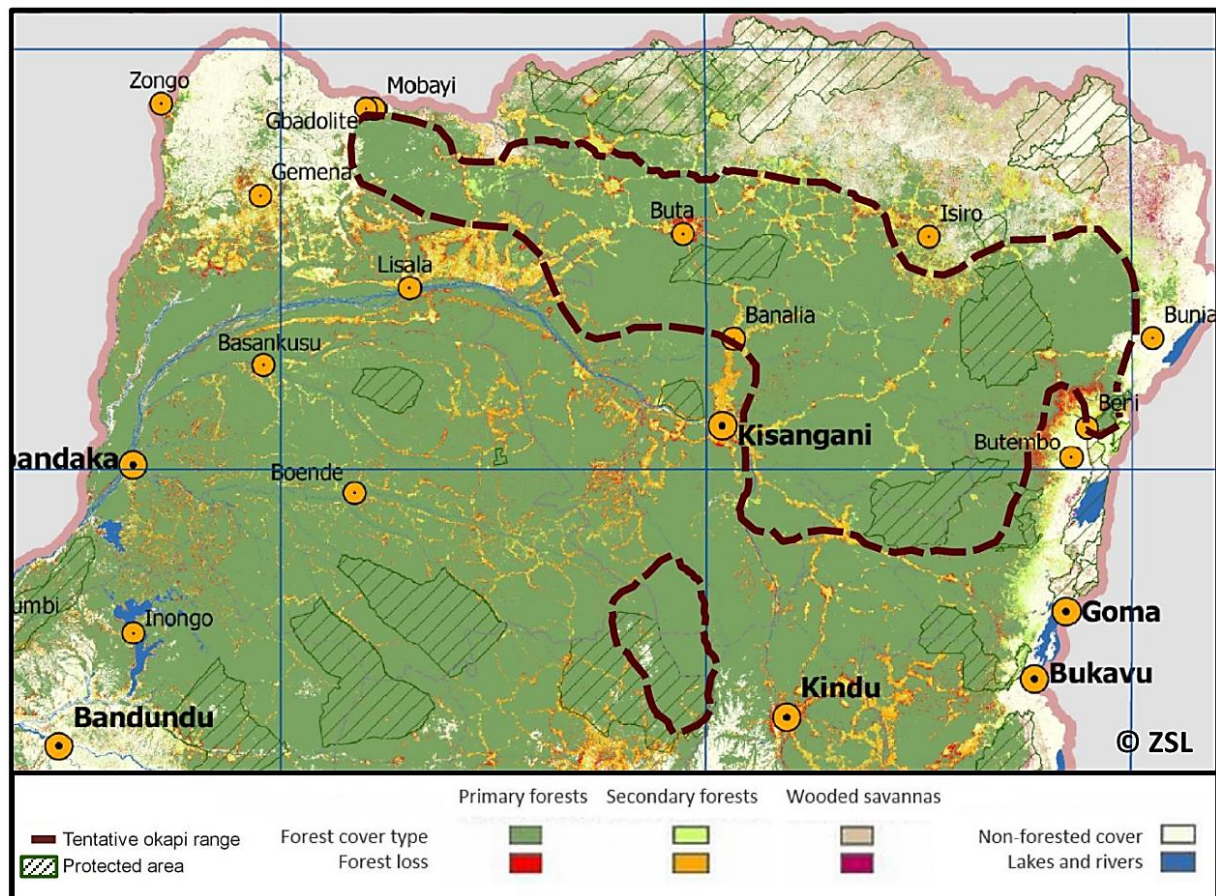 Zongo
Mobayi
Gbadolite
Gemena
Buta
Isiro
Lisala
Banalia
Bunia
Basankusu
Beni
Kisangani
Butembo
bandaka
Boende
umbi
Inongo
Goma
Bukavu
Kindu
Bandundu
© ZSL
Primary forests Secondary forests Wooded savannas
Tentative okapi range Forest cover type Non-forested cover
Protected area Forest loss Lakes and rivers